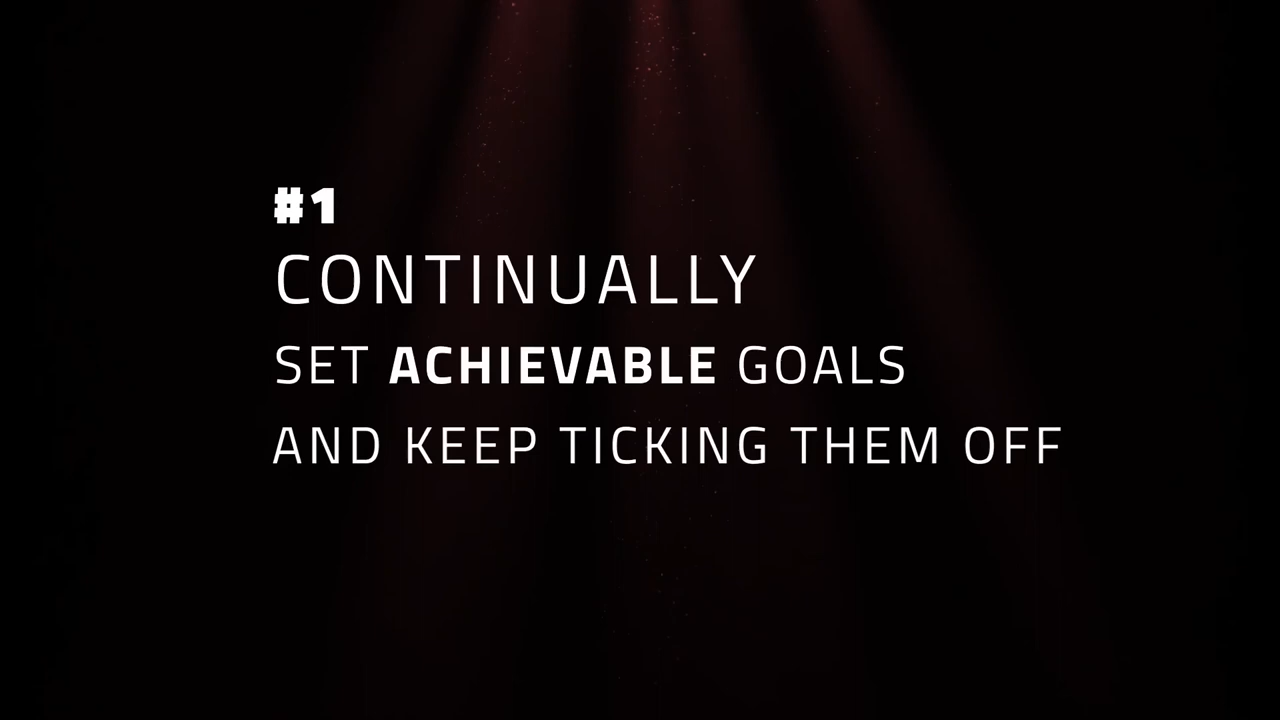 #1
CONTINUALLY
SET ACHIEVABLE GOALS
AND KEEP TICKING THEM OFF